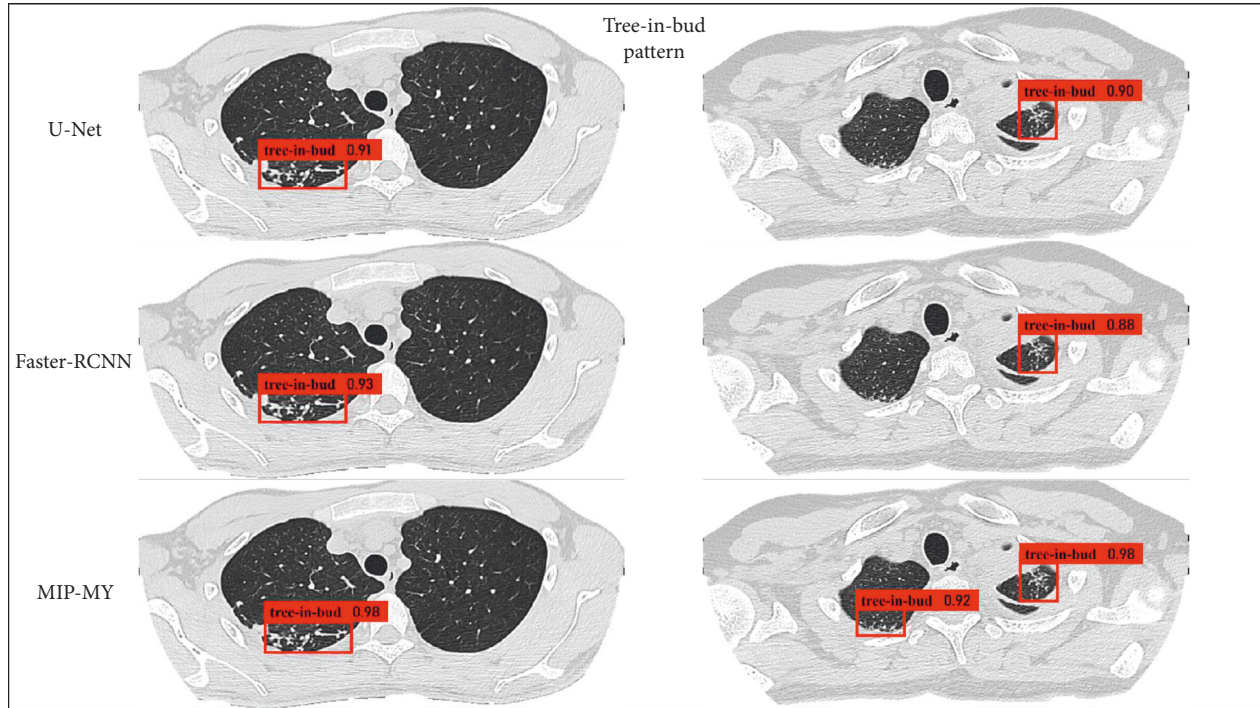 Tree-in-bud
pattern
U-Net
tree-in-bud 0.91
tree-in-bud 0.90
Faster-RCNN
tree-in-bud 0.93
tree-in-bud 0.88
MIP-MY
tree-in-bud 0.98
tree-in-bud 0.92
tree-in-bud 0.98